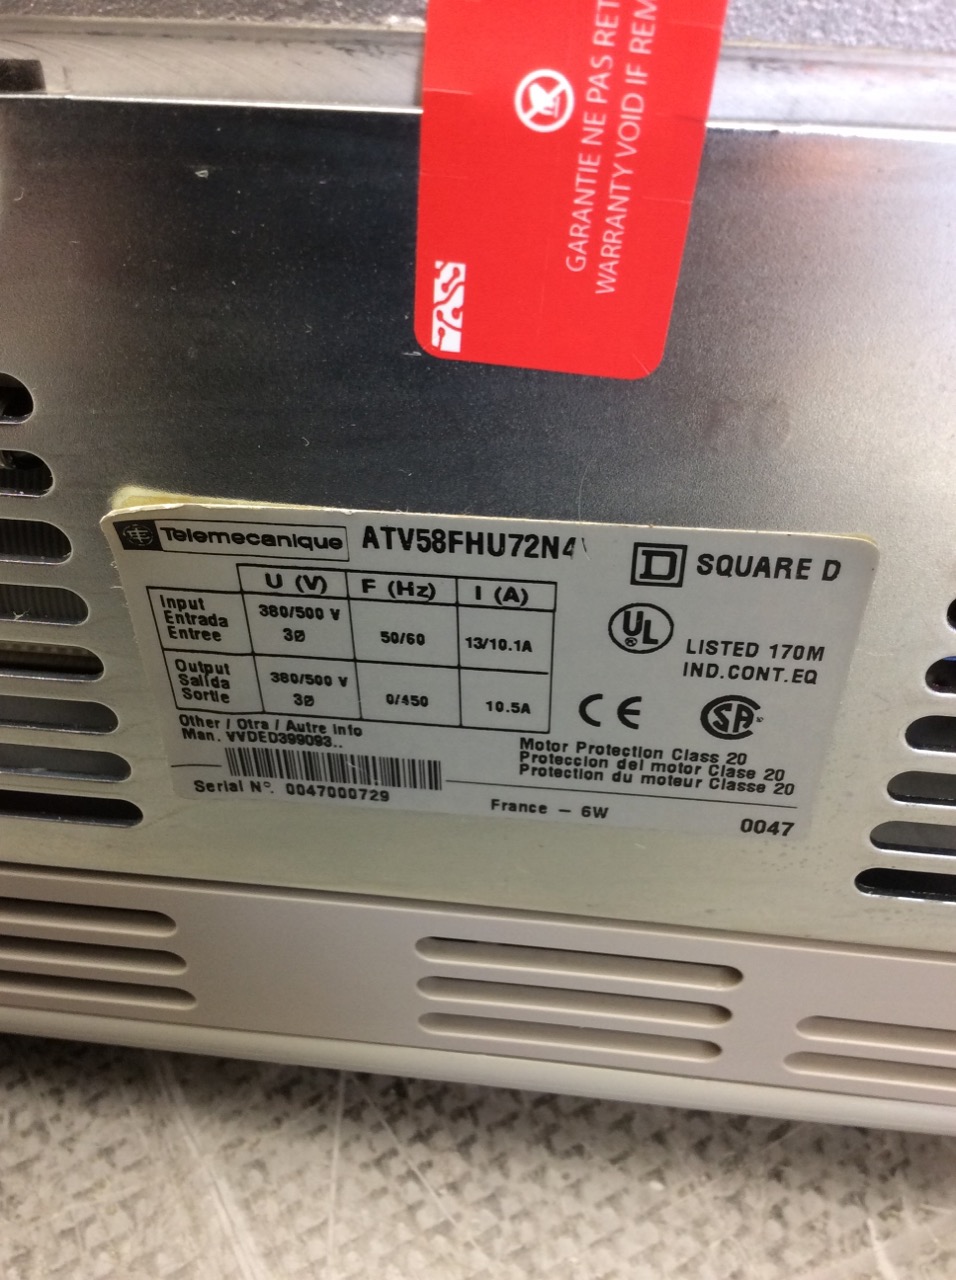 GARANTIE NE PAS RET
WARRANTY VOID IF REM
Telemecanique
ATV58FHU72N4
SQUARE D
U (V) F (Hz) I (A)
Input
Entrada
Entree
380/500 V
3Ø
50/60
13/10.1A
Output
Salida
Sortie
380/500 V
3Ø
0/450
10.5A
UL
LISTED 170M
IND.CONT.EQ
CE
SA
Other / Otra / Autre info
Man. VVDED399093..
Serial N°. 0047000729
Motor Protection Class 20
Proteccion del motor Clase 20
Protection du moteur Classe 20
France – 6W
0047